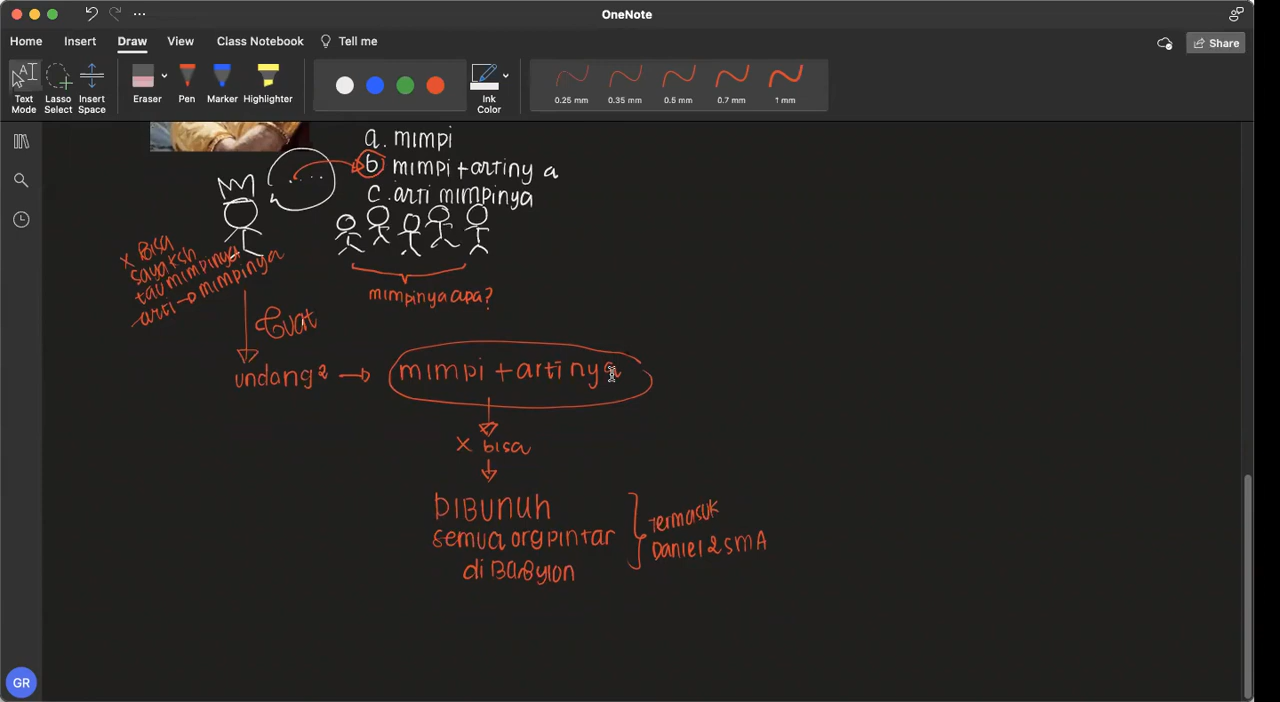 OneNote
Home Insert Draw View Class Notebook Tell me
Share
Text Mode
Lasso Select
Insert Space
Eraser
Pen
Marker
Highlighter
Ink Color
0.25 mm
0.35 mm
0.5 mm
0.7 mm
1 mm
a. mimpi
b mimpi + artiny a
c. arti mimpinya
x Bisa
saya ksh
tau mimpinya
arti → mimpinya
mimpinya apa?
Buat
undang2 → mimpi + artinya
x bisa
DIBUNUH
semua org pintar
di BaBylon
Termasuk
Daniel 2 SMA
GR